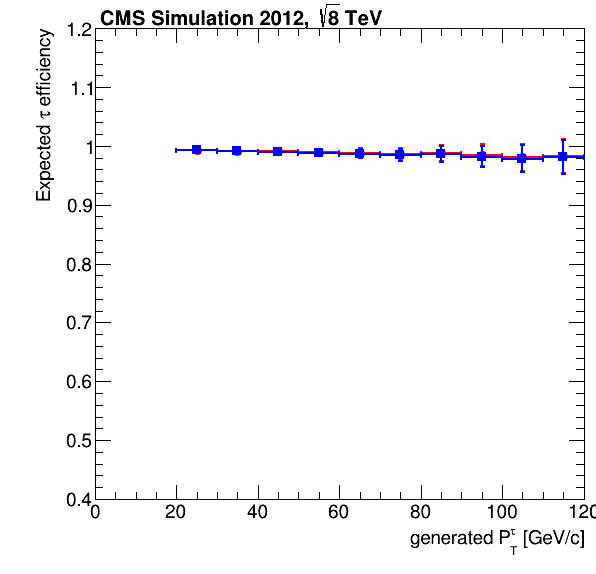 CMS Simulation 2012, √8 TeV
Expected τ efficiency
1.2
1.1
1
0.9
0.8
0.7
0.6
0.5
0.4
0 20 40 60 80 100 120
generated P_T^τ [GeV/c]